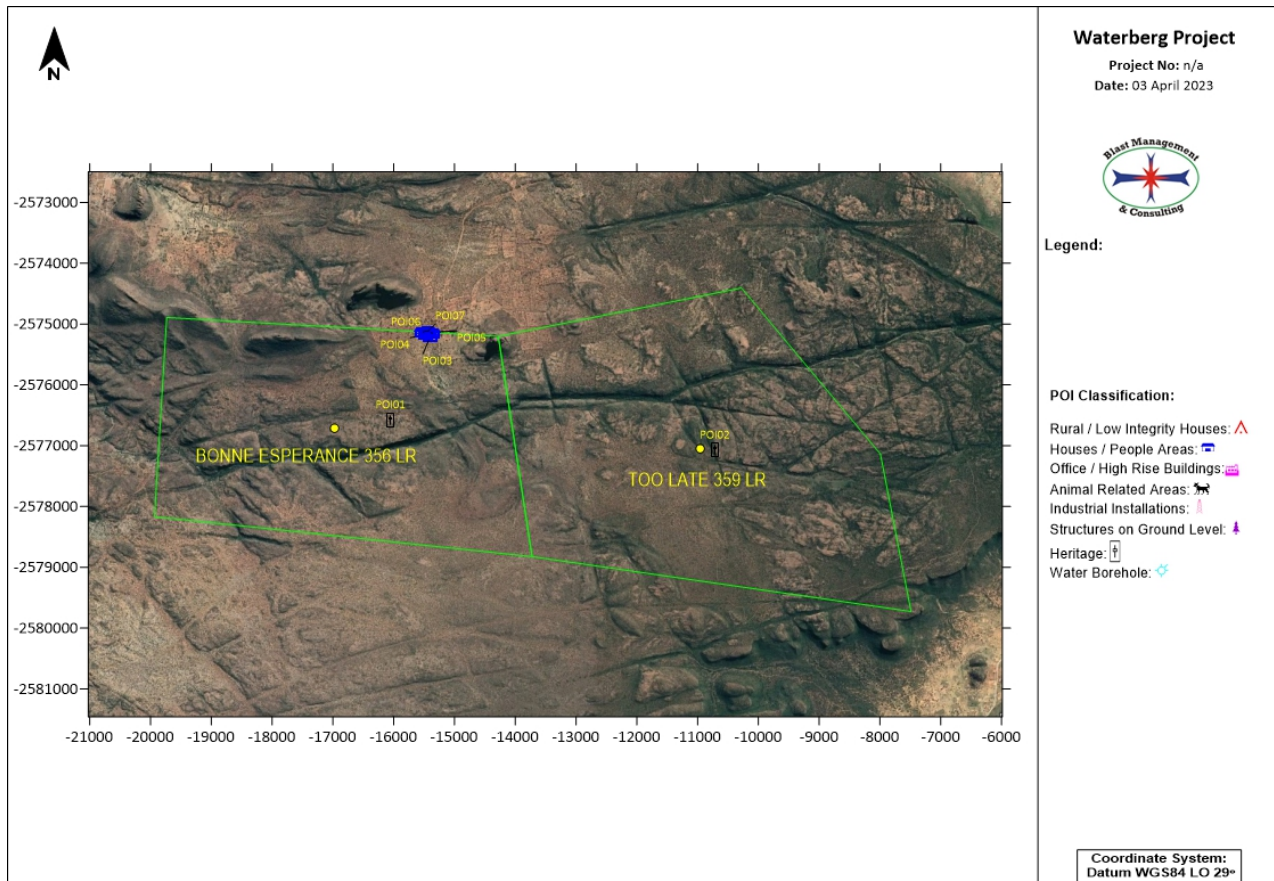 N
-2573000
-2574000
-2575000
-2576000
-2577000
-2578000
-2579000
-2580000
-2581000
-21000 -20000 -19000 -18000 -17000 -16000 -15000 -14000 -13000 -12000 -11000 -10000 -9000 -8000 -7000 -6000
POI06 POI07
POI04 POI05
POI03
POI01
POI02
BONNE ESPERANCE 356 LR
TOO LATE 359 LR
Waterberg Project
Project No: n/a
Date: 03 April 2023
Blast Management
& Consulting
Legend:
POI Classification:
Rural / Low Integrity Houses:
Houses / People Areas:
Office / High Rise Buildings:
Animal Related Areas:
Industrial Installations:
Structures on Ground Level:
Heritage:
Water Borehole:
Coordinate System:
Datum WGS84 LO 29°